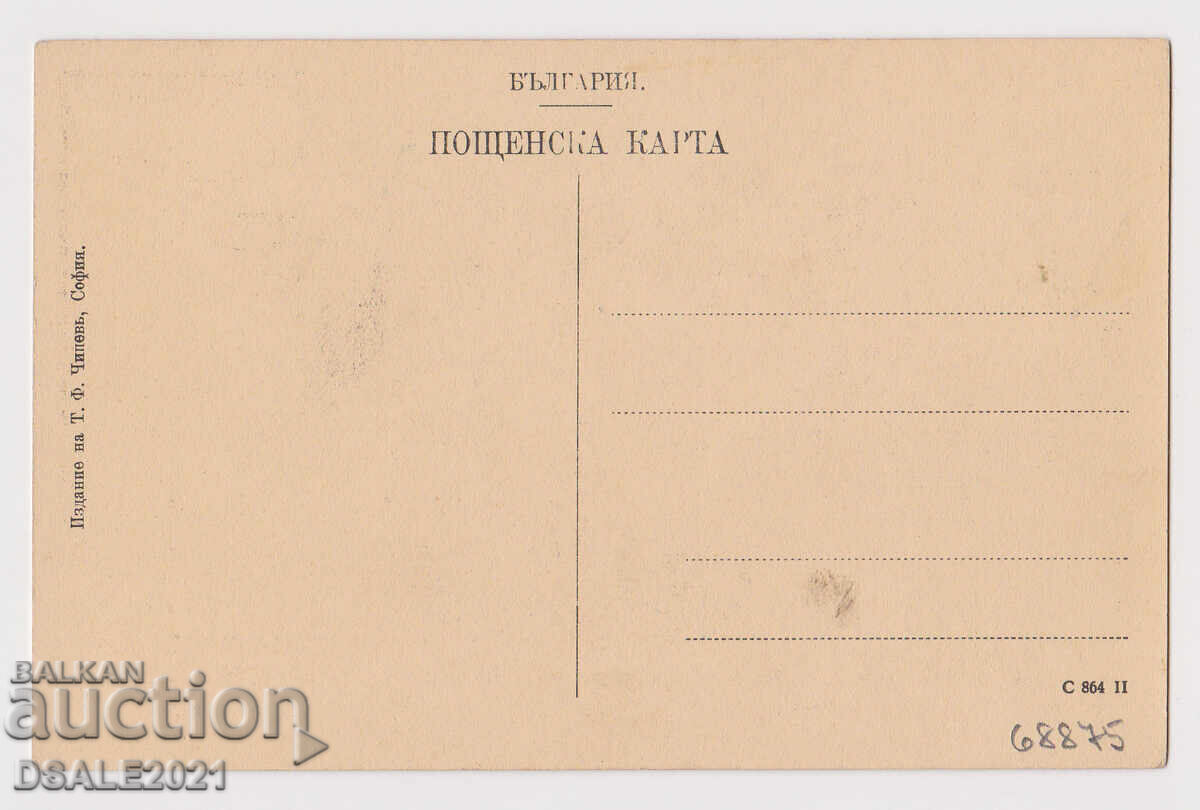 БЪЛГАРИЯ.
ПОЩЕНСКА КАРТА
Издание на Т. Ф. Чипевъ, София.
С 864 II
68875
BALKAN
auction
DSALE2021